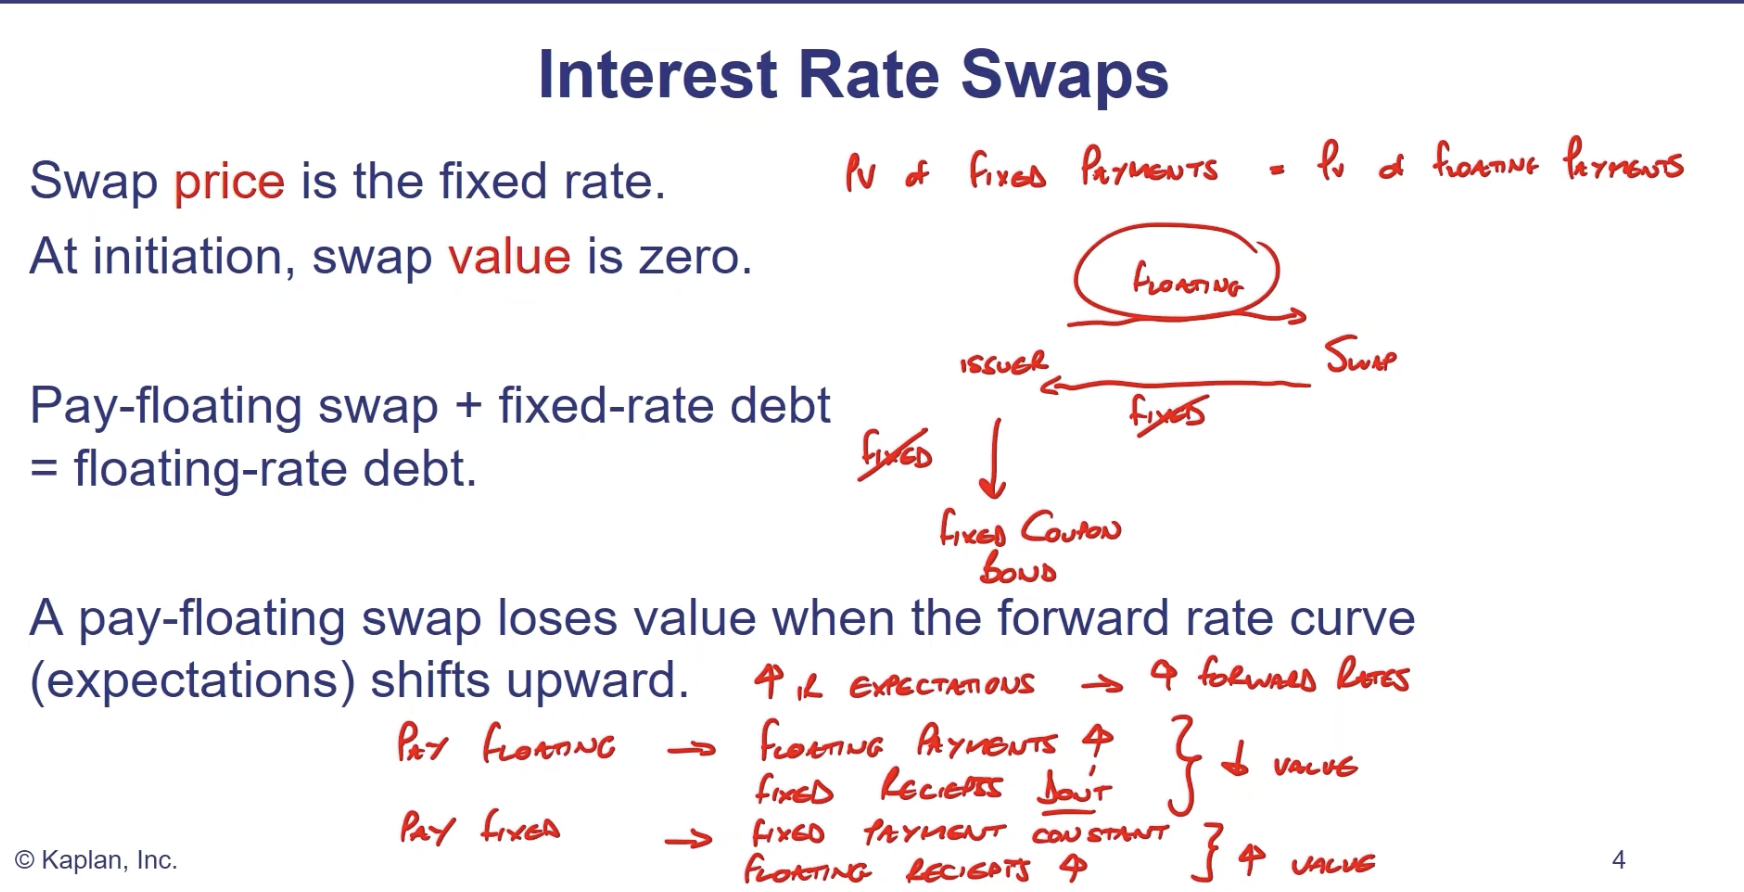 Interest Rate Swaps
Swap price is the fixed rate.
PV of FIXED PAYMENTS = PV of FLOATING PAYMENTS
At initiation, swap value is zero.
FLOATING
ISSUER
SWAP
FIXED
Pay-floating swap + fixed-rate debt
= floating-rate debt.
FIXED
FIXED COUPON
BOND
A pay-floating swap loses value when the forward rate curve
(expectations) shifts upward.
↑ IR EXPECTATIONS → ↑ FORWARD RATES
PAY FLOATING → FLOATING PAYMENTS ↑
FIXED RECIEPTS DON'T
↓ VALUE
PAY FIXED → FIXED PAYMENT CONSTANT
FLOATING RECIEPTS ↑
↑ VALUE
© Kaplan, Inc.
4